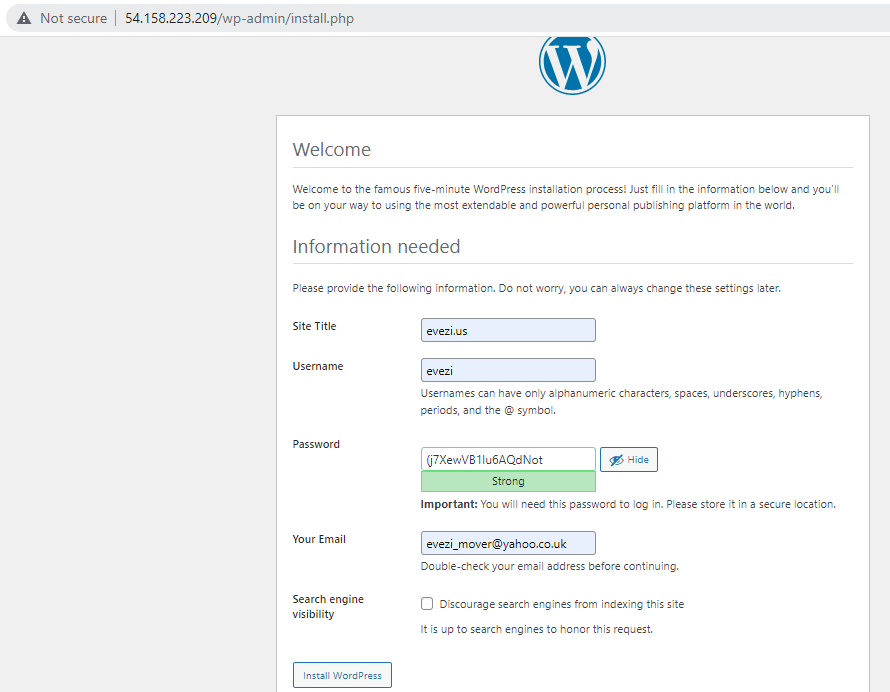 Not secure | 54.158.223.209/wp-admin/install.php
W
Welcome
Welcome to the famous five-minute WordPress installation process! Just fill in the information below and you'll
be on your way to using the most extendable and powerful personal publishing platform in the world.
Information needed
Please provide the following information. Do not worry, you can always change these settings later.
Site Title
evezi.us
Username
evezi
Usernames can have only alphanumeric characters, spaces, underscores, hyphens,
periods, and the @ symbol.
Password
(j7XewVB1lu6AQdNot
Hide
Strong
Important: You will need this password to log in. Please store it in a secure location.
Your Email
evezi_mover@yahoo.co.uk
Double-check your email address before continuing.
Search engine
visibility
Discourage search engines from indexing this site
It is up to search engines to honor this request.
Install WordPress